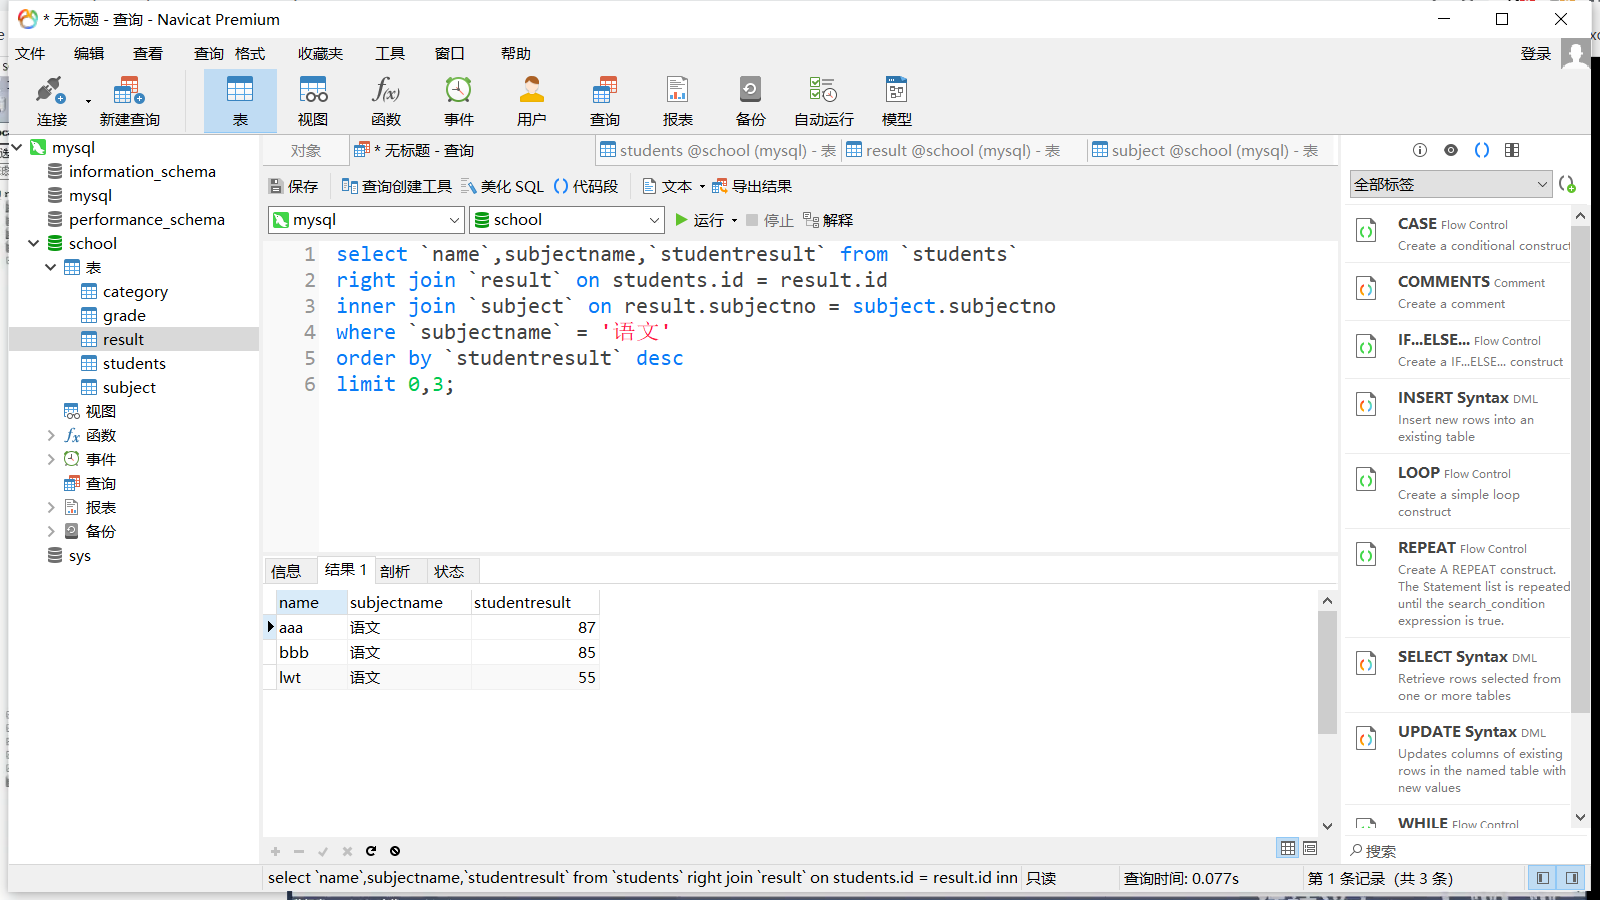 * 无标题 - 查询 - Navicat Premium
文件 编辑 查看 查询 格式 收藏夹 工具 窗口 帮助 登录
连接 新建查询 表 视图 函数 事件 用户 查询 报表 备份 自动运行 模型
mysql
information_schema
mysql
performance_schema
school
表
category
grade
result
students
subject
视图
函数
事件
查询
报表
备份
sys
对象 * 无标题 - 查询 students @school (mysql) - 表 result @school (mysql) - 表 subject @school (mysql) - 表
保存 查询创建工具 美化 SQL () 代码段 文本 导出结果
mysql school 运行 停止 解释
1 select `name`,subjectname,`studentresult` from `students`
2 right join `result` on students.id = result.id
3 inner join `subject` on result.subjectno = subject.subjectno
4 where `subjectname` = '语文'
5 order by `studentresult` desc
6 limit 0,3;
信息 结果 1 剖析 状态
name subjectname studentresult
aaa 语文 87
bbb 语文 85
lwt 语文 55
select `name`,subjectname,`studentresult` from `students` right join `result` on students.id = result.id inn 只读 查询时间: 0.077s 第 1 条记录 (共 3 条)
全部标签
CASE Flow Control
Create a conditional construct
COMMENTS Comment
Create a comment
IF...ELSE... Flow Control
Create a IF...ELSE... construct
INSERT Syntax DML
Insert new rows into an
existing table
LOOP Flow Control
Create a simple loop
construct
REPEAT Flow Control
Create A REPEAT construct.
The Statement list is repeated
until the search_condition
expression is true.
SELECT Syntax DML
Retrieve rows selected from
one or more tables
UPDATE Syntax DML
Updates columns of existing
rows in the named table with
new values
WHILE Flow Control
搜索